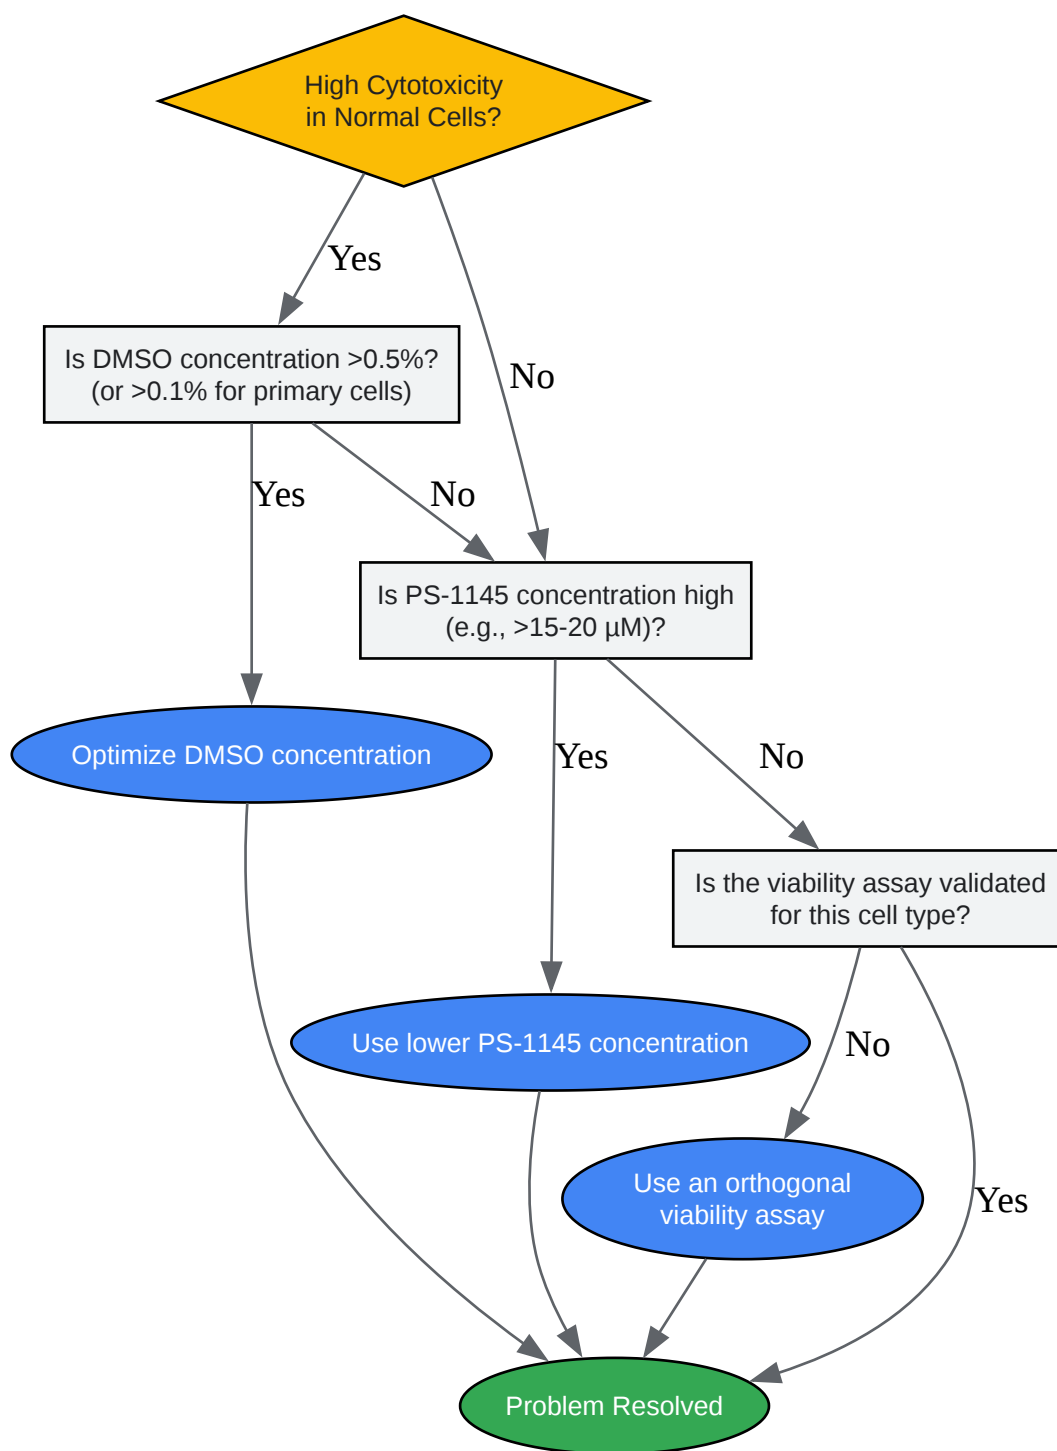 High Cytotoxicity
in Normal Cells?
Yes
Is DMSO concentration >0.5%?
(or >0.1% for primary cells)
No
Yes
No
Is PS-1145 concentration high
(e.g., >15-20 µM)?
Optimize DMSO concentration
Yes
No
Is the viability assay validated
for this cell type?
Use lower PS-1145 concentration
No
Use an orthogonal
viability assay
Yes
Problem Resolved